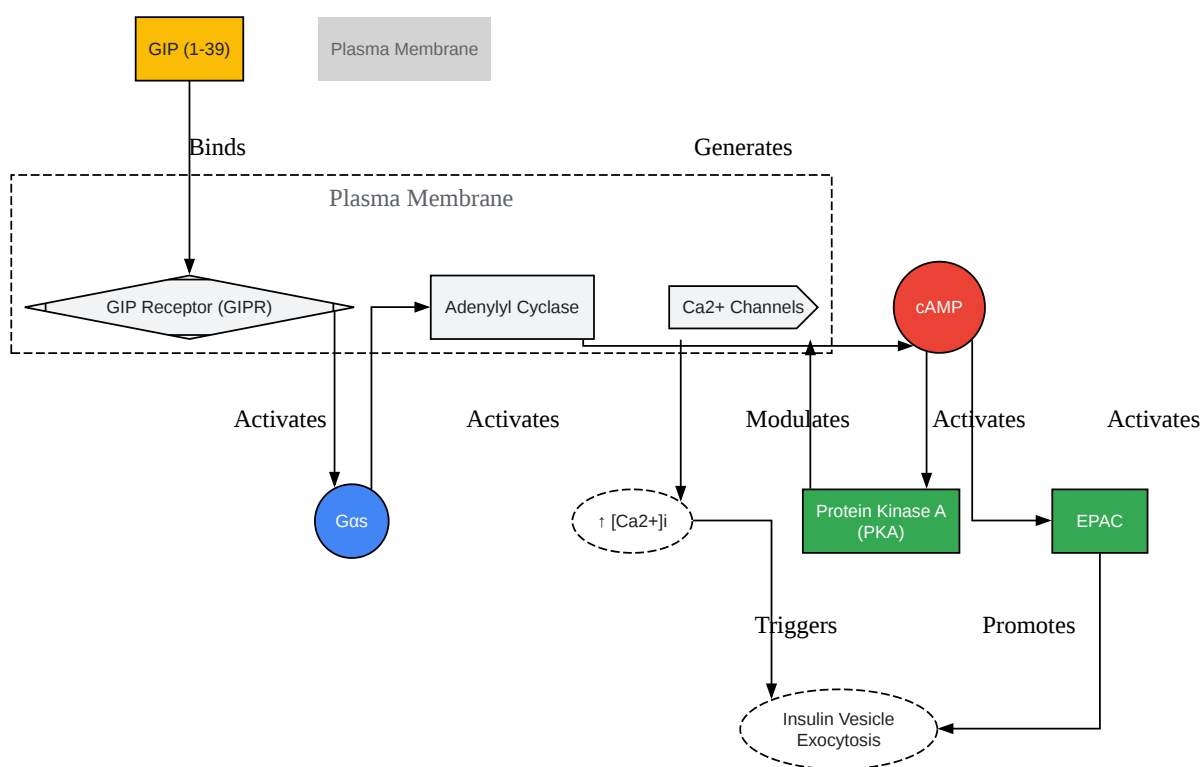 GIP (1-39)
Plasma Membrane
Binds
Generates
Plasma Membrane
GIP Receptor (GIPR)
Adenylyl Cyclase
Ca2+ Channels
cAMP
Activates
Activates
Modulates
Activates
Activates
Gαs
↑ [Ca2+]i
Protein Kinase A
(PKA)
EPAC
Triggers
Promotes
Insulin Vesicle
Exocytosis